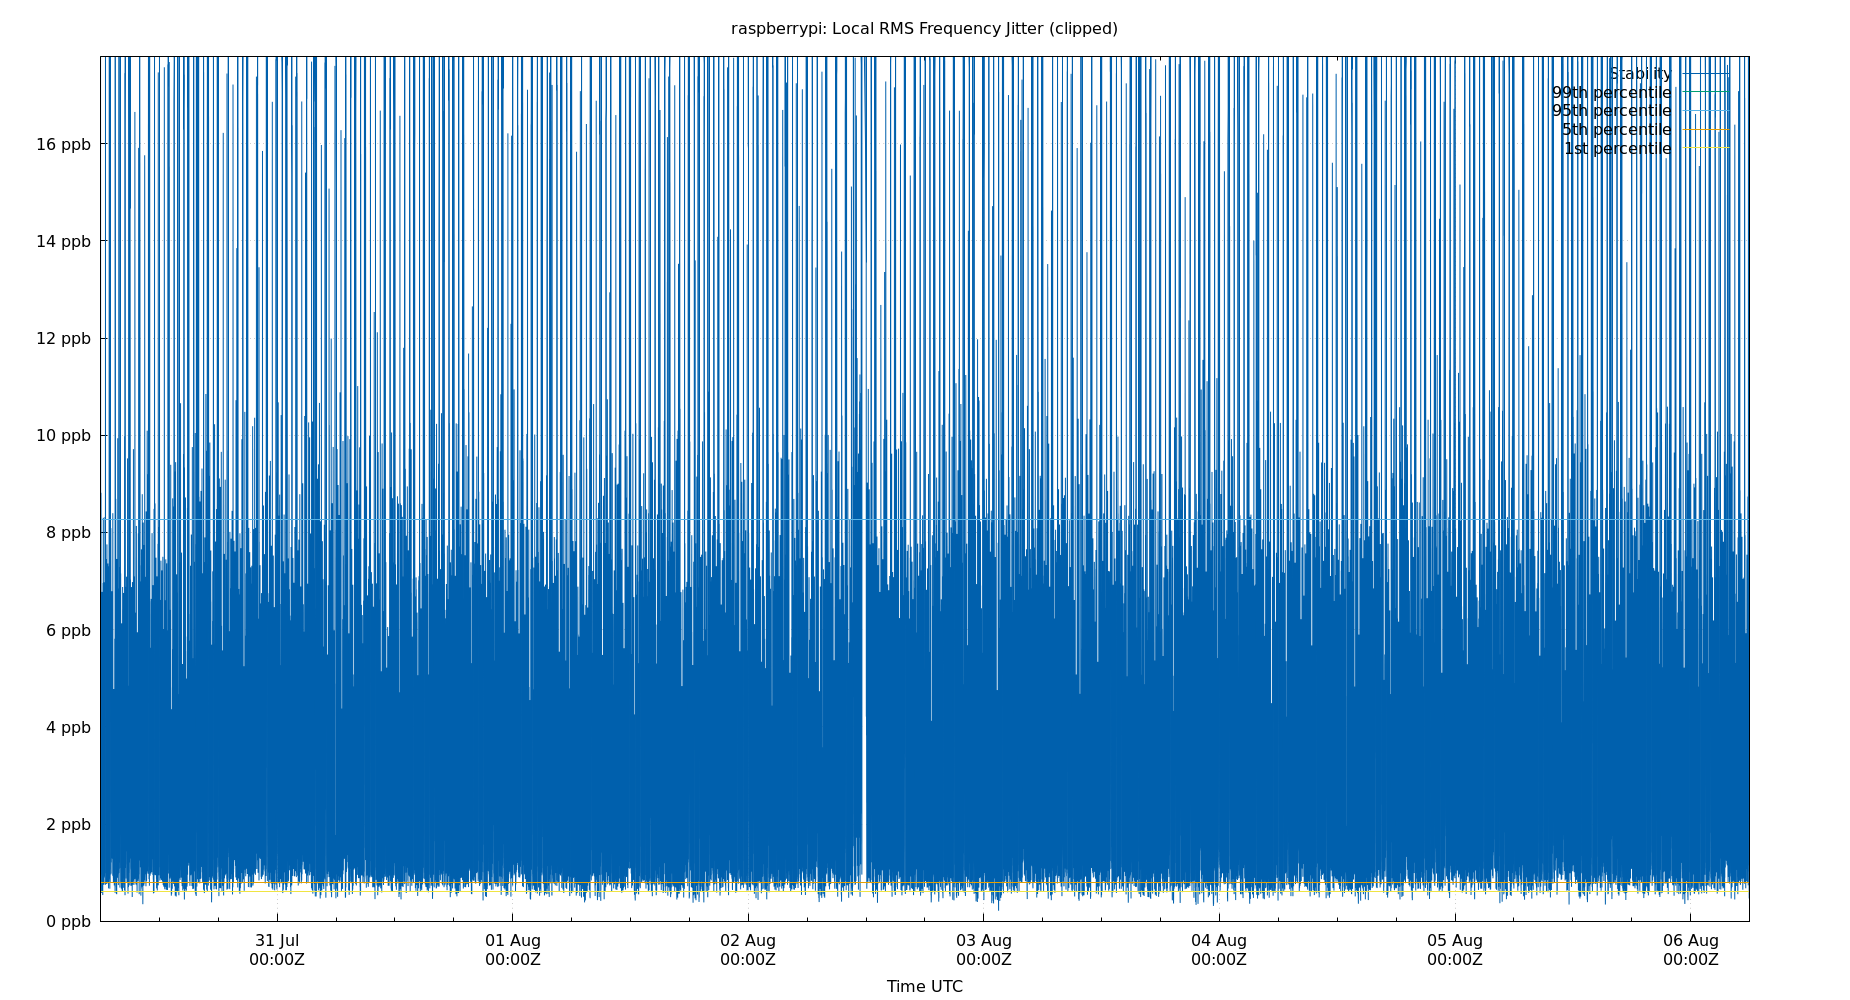 raspberrypi: Local RMS Frequency Jitter (clipped)
Stability
99th percentile
95th percentile
5th percentile
1st percentile
16 ppb
14 ppb
12 ppb
10 ppb
8 ppb
6 ppb
4 ppb
2 ppb
0 ppb
31 Jul 01 Aug 02 Aug 03 Aug 04 Aug 05 Aug 06 Aug
00:00Z 00:00Z 00:00Z 00:00Z 00:00Z 00:00Z 00:00Z
Time UTC